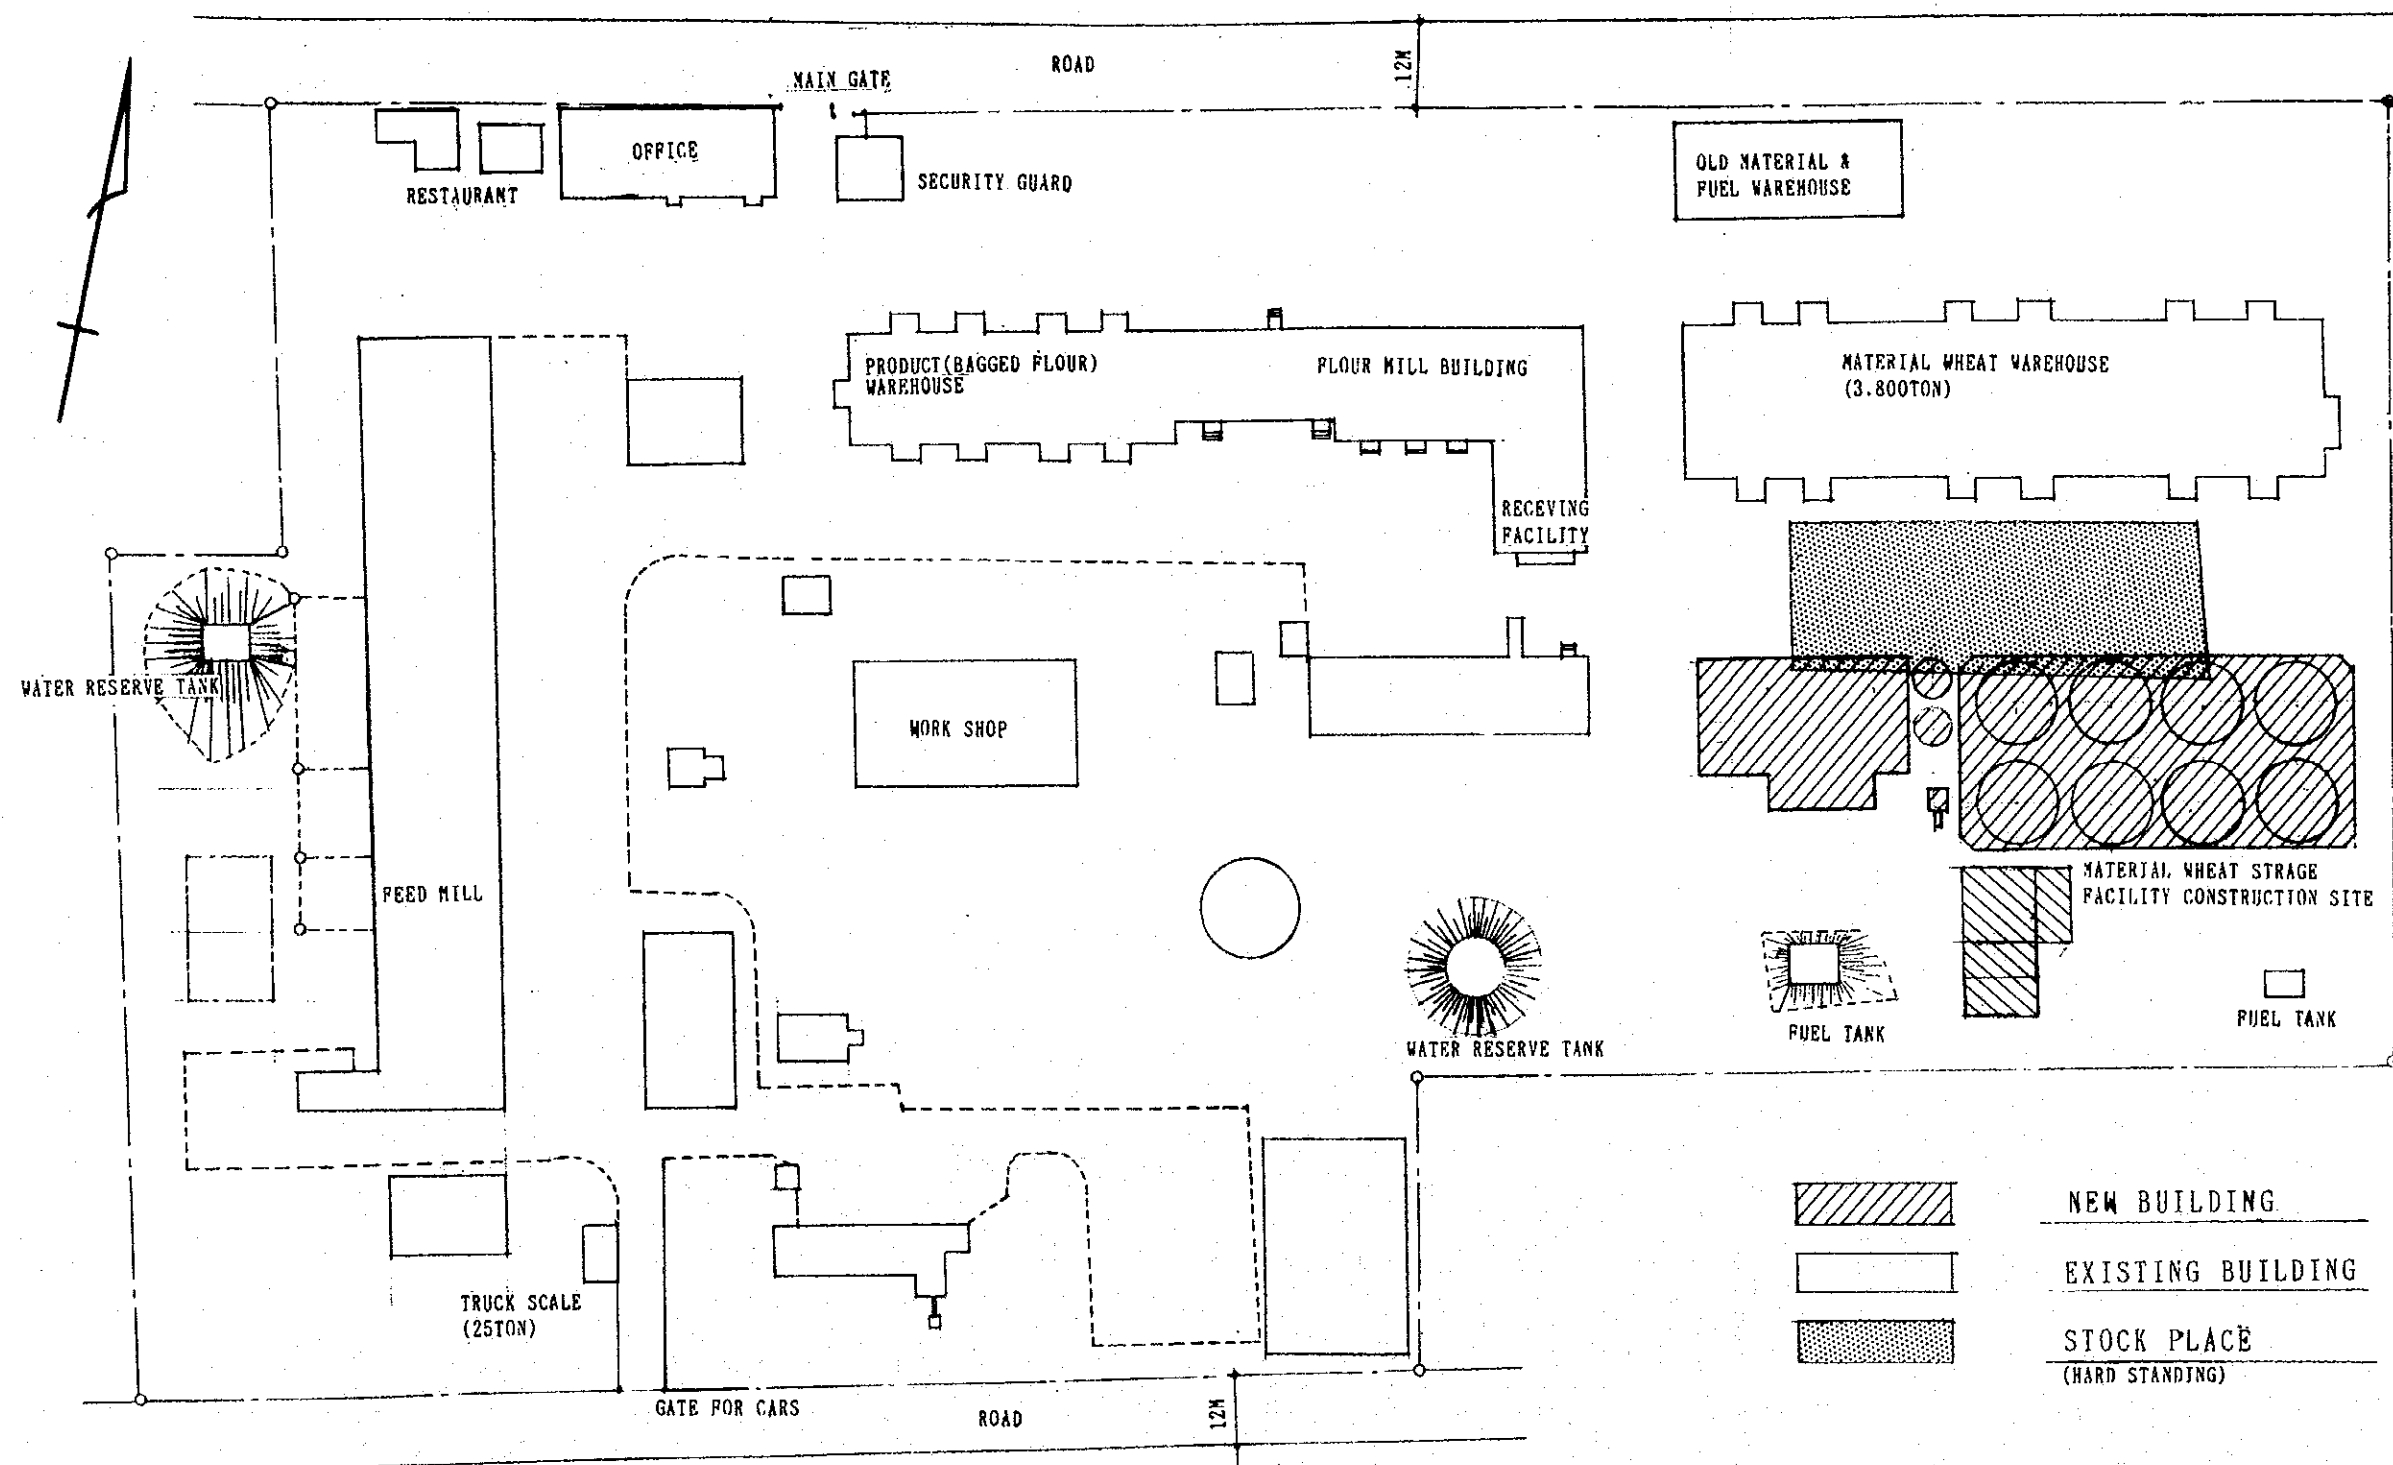 ROAD
12M
MAIN GATE
OFFICE
RESTAURANT
SECURITY GUARD
OLD MATERIAL &
FUEL WAREHOUSE
PRODUCT(BAGGED FLOUR)
WAREHOUSE
FLOUR MILL BUILDING
MATERIAL WHEAT WAREHOUSE
(3.800TON)
RECEVING
FACILITY
WATER RESERVE TANK
WORK SHOP
FEED MILL
MATERIAL WHEAT STRAGE
FACILITY CONSTRUCTION SITE
WATER RESERVE TANK
FUEL TANK
FUEL TANK
NEW BUILDING
EXISTING BUILDING
STOCK PLACE
(HARD STANDING)
TRUCK SCALE
(25TON)
GATE FOR CARS
ROAD
12M